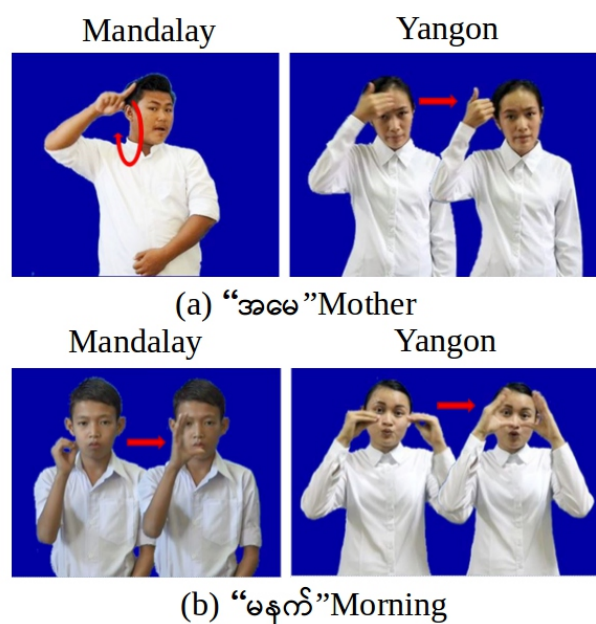 Mandalay Yangon
(a) “အမေ”Mother
Mandalay Yangon
(b) “မနက်”Morning